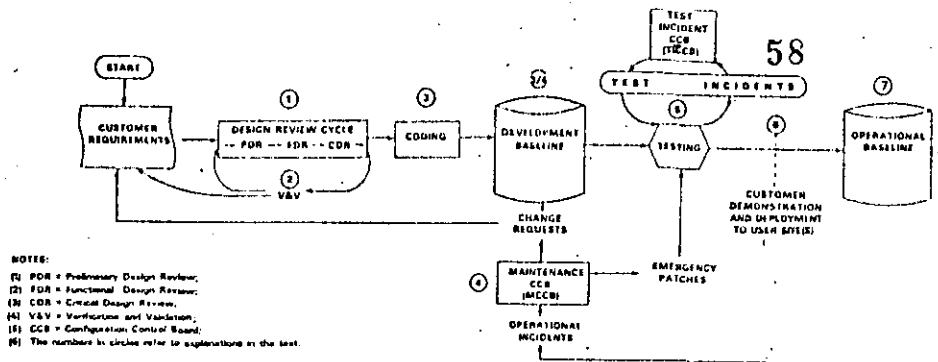 TEST
INCIDENT
CCB
(TICCB)
58
START
TEST INCIDENTS
1
3
3/4
5
6
7
CUSTOMER
REQUIREMENTS
DESIGN REVIEW CYCLE
PDR FDR CDR
CODING
DEVELOPMENT
BASELINE
TESTING
OPERATIONAL
BASELINE
2
V&V
CHANGE
REQUESTS
CUSTOMER
DEMONSTRATION
AND DEPLOYMENT
TO USER SITE(S)
4
MAINTENANCE
CCB
(MCCB)
EMERGENCY
PATCHES
OPERATIONAL
INCIDENTS
NOTES:
(1) PDR = Preliminary Design Review;
(2) FDR = Functional Design Review;
(3) CDR = Critical Design Review;
(4) V&V = Verification and Validation;
(5) CCB = Configuration Control Board;
(6) The numbers in circles refer to explanations in the text.